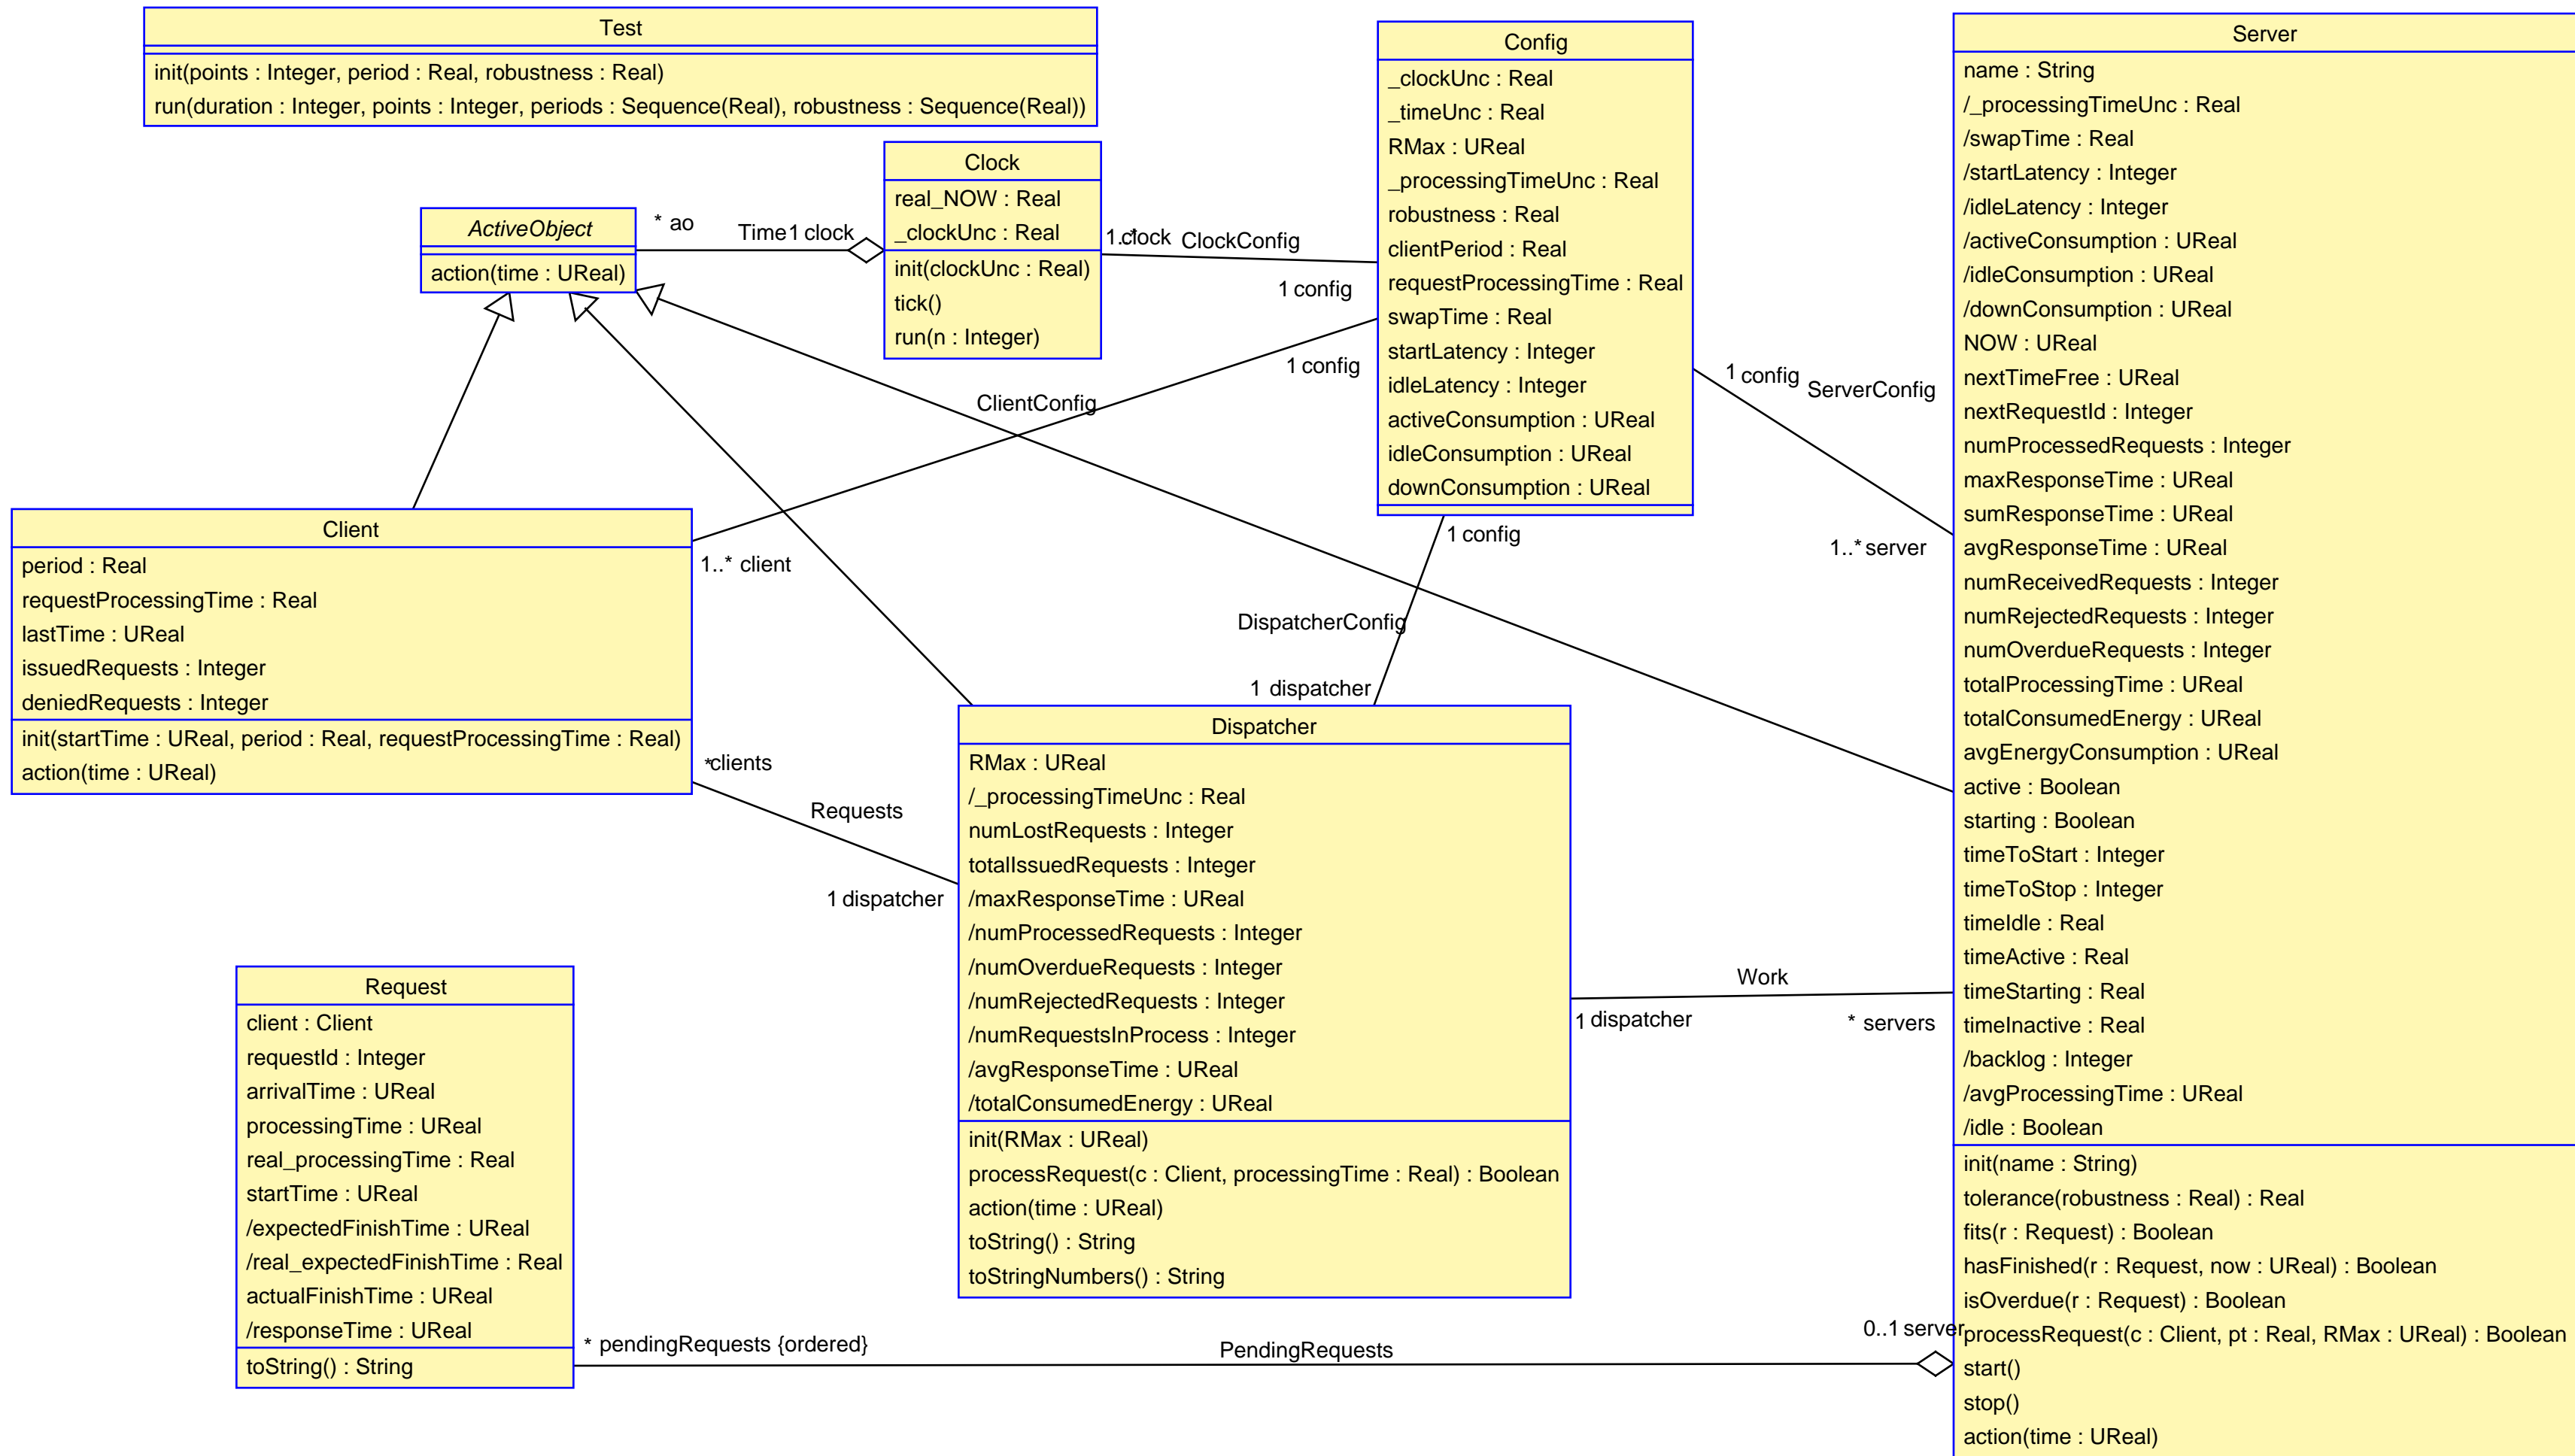 Test
init(points : Integer, period : Real, robustness : Real)
run(duration : Integer, points : Integer, periods : Sequence(Real), robustness : Sequence(Real))
Clock
real_NOW : Real
_clockUnc : Real
init(clockUnc : Real)
tick()
run(n : Integer)
ActiveObject
action(time : UReal)
* ao
Time
1 clock
1..*
clock
ClockConfig
1 config
1 config
ClientConfig
Config
_clockUnc : Real
_timeUnc : Real
RMax : UReal
_processingTimeUnc : Real
robustness : Real
clientPeriod : Real
requestProcessingTime : Real
swapTime : Real
startLatency : Integer
idleLatency : Integer
activeConsumption : UReal
idleConsumption : UReal
downConsumption : UReal
1 config
ServerConfig
1..* server
1 config
DispatcherConfig
1 dispatcher
Client
period : Real
requestProcessingTime : Real
lastTime : UReal
issuedRequests : Integer
deniedRequests : Integer
init(startTime : UReal, period : Real, requestProcessingTime : Real)
action(time : UReal)
1..* client
*clients
Requests
1 dispatcher
Dispatcher
RMax : UReal
/_processingTimeUnc : Real
numLostRequests : Integer
totalIssuedRequests : Integer
/maxResponseTime : UReal
/numProcessedRequests : Integer
/numOverdueRequests : Integer
/numRejectedRequests : Integer
/numRequestsInProcess : Integer
/avgResponseTime : UReal
/totalConsumedEnergy : UReal
init(RMax : UReal)
processRequest(c : Client, processingTime : Real) : Boolean
action(time : UReal)
toString() : String
toStringNumbers() : String
Work
1 dispatcher
* servers
Request
client : Client
requestId : Integer
arrivalTime : UReal
processingTime : UReal
real_processingTime : Real
startTime : UReal
/expectedFinishTime : UReal
/real_expectedFinishTime : Real
actualFinishTime : UReal
/responseTime : UReal
toString() : String
* pendingRequests {ordered}
PendingRequests
0..1 server
Server
name : String
/_processingTimeUnc : Real
/swapTime : Real
/startLatency : Integer
/idleLatency : Integer
/activeConsumption : UReal
/idleConsumption : UReal
/downConsumption : UReal
NOW : UReal
nextTimeFree : UReal
nextRequestId : Integer
numProcessedRequests : Integer
maxResponseTime : UReal
sumResponseTime : UReal
avgResponseTime : UReal
numReceivedRequests : Integer
numRejectedRequests : Integer
numOverdueRequests : Integer
totalProcessingTime : UReal
totalConsumedEnergy : UReal
avgEnergyConsumption : UReal
active : Boolean
starting : Boolean
timeToStart : Integer
timeToStop : Integer
timeIdle : Real
timeActive : Real
timeStarting : Real
timeInactive : Real
/backlog : Integer
/avgProcessingTime : UReal
/idle : Boolean
init(name : String)
tolerance(robustness : Real) : Real
fits(r : Request) : Boolean
hasFinished(r : Request, now : UReal) : Boolean
isOverdue(r : Request) : Boolean
processRequest(c : Client, pt : Real, RMax : UReal) : Boolean
start()
stop()
action(time : UReal)